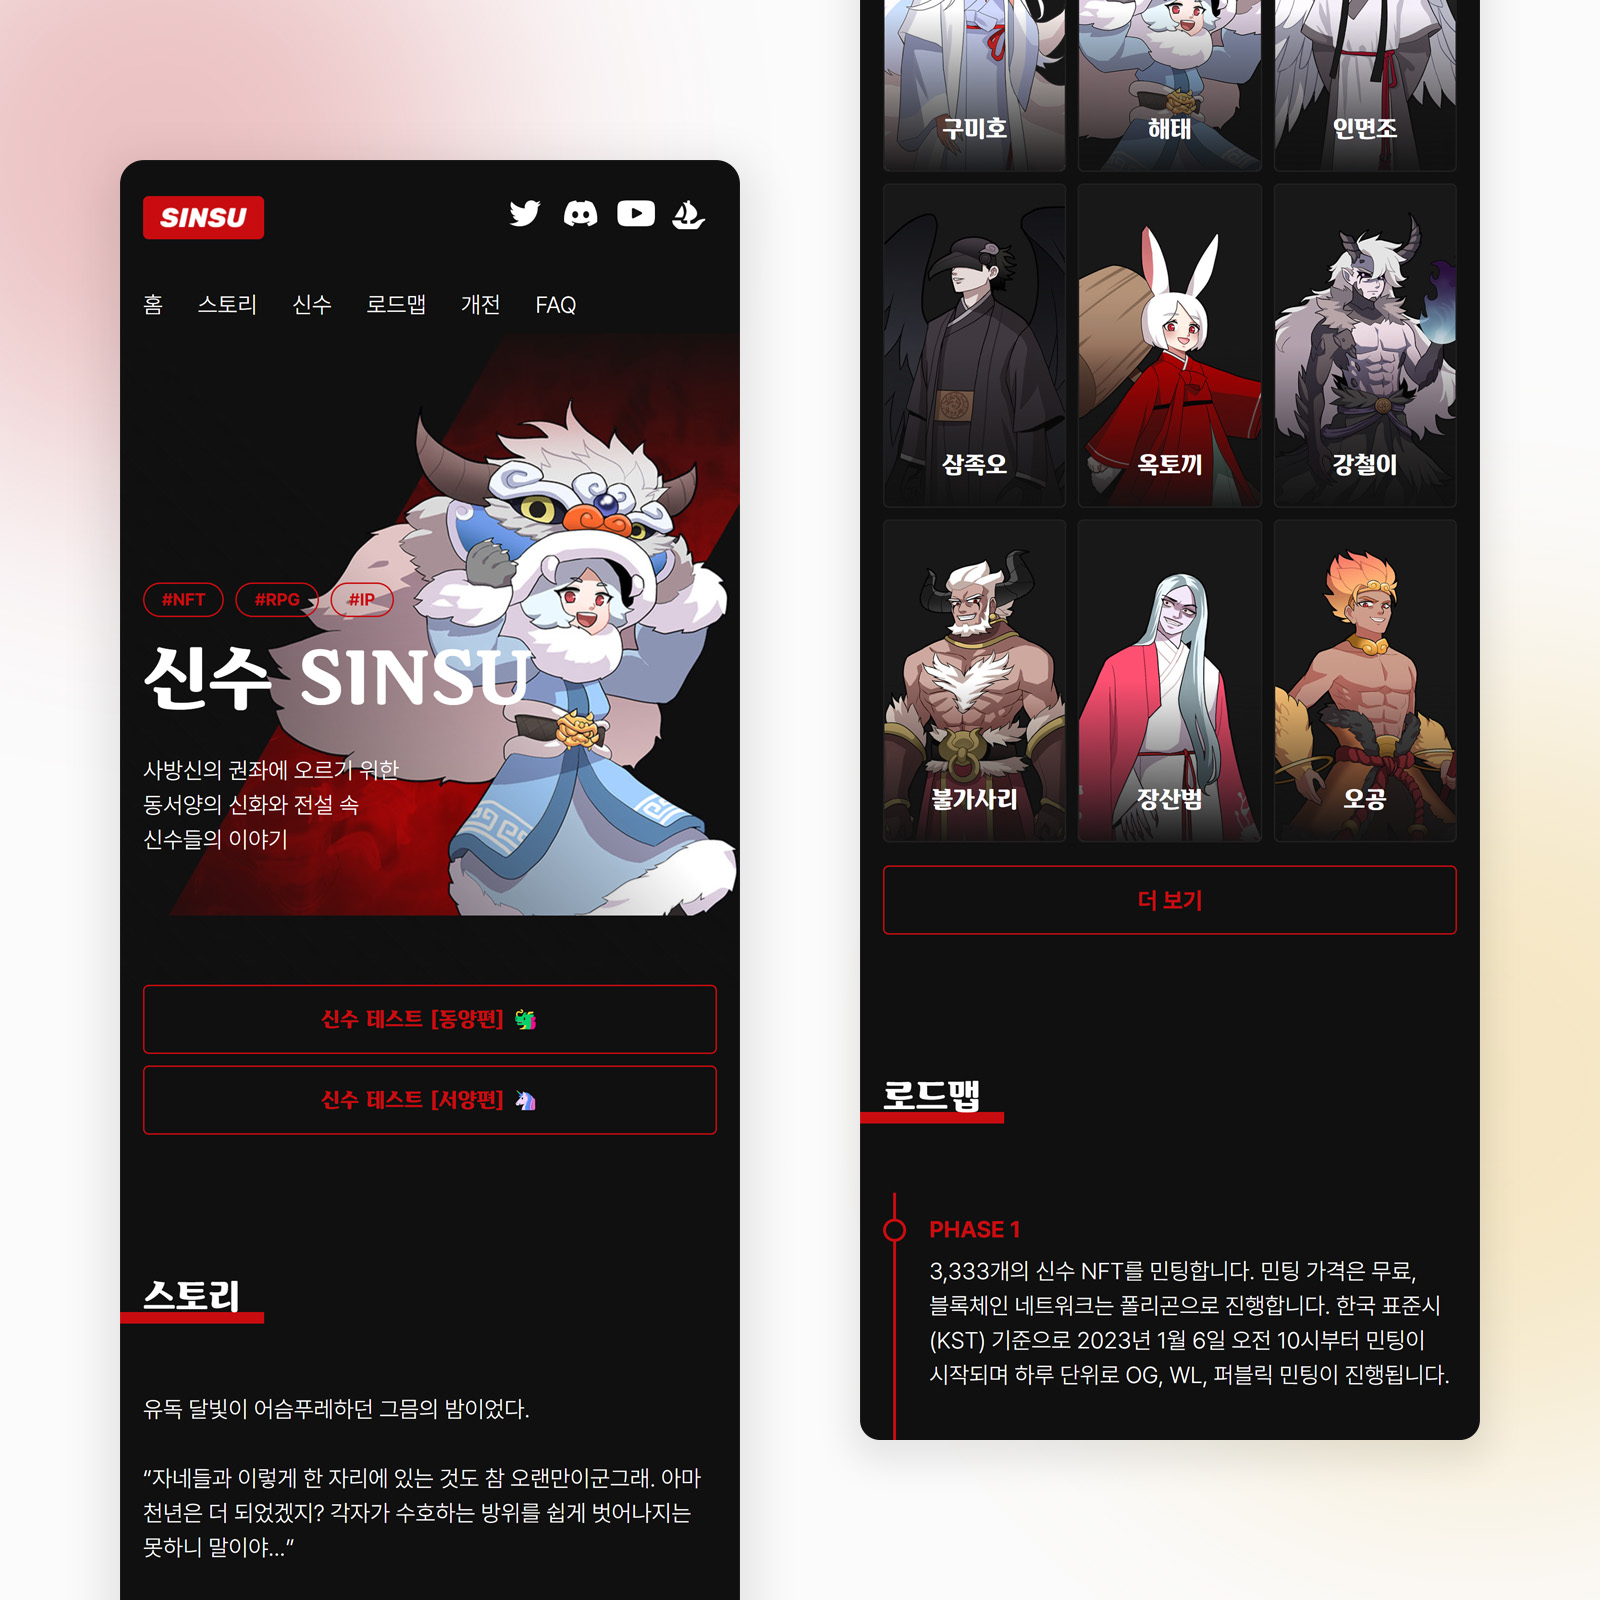 SINSU
홈 스토리 신수 로드맵 개전 FAQ
#NFT #RPG #IP
신수 SINSU
사방신의 권좌에 오르기 위한
동서양의 신화와 전설 속
신수들의 이야기
신수 테스트 [동양편]
신수 테스트 [서양편]
스토리
유독 달빛이 어슴푸레하던 그믐의 밤이었다.
“자네들과 이렇게 한 자리에 있는 것도 참 오랜만이군그래. 아마
천년은 더 되었겠지? 각자가 수호하는 방위를 쉽게 벗어나지는
못하니 말이야...”
구미호 해태 인면조
삼족오 옥토끼 강철이
불가사리 장산범 오공
더 보기
로드맵
PHASE 1
3,333개의 신수 NFT를 민팅합니다. 민팅 가격은 무료,
블록체인 네트워크는 폴리곤으로 진행합니다. 한국 표준시
(KST) 기준으로 2023년 1월 6일 오전 10시부터 민팅이
시작되며 하루 단위로 OG, WL, 퍼블릭 민팅이 진행됩니다.